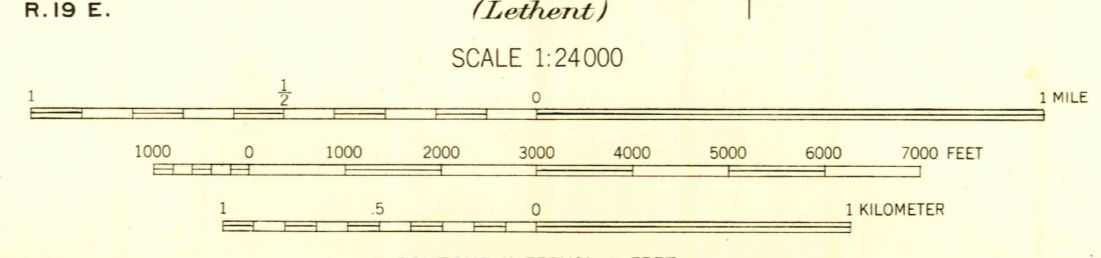 R.19 E. (Lethent)
SCALE 1:24000
1 1/2 0 1 MILE
1000 0 1000 2000 3000 4000 5000 6000 7000 FEET
1 .5 0 1 KILOMETER